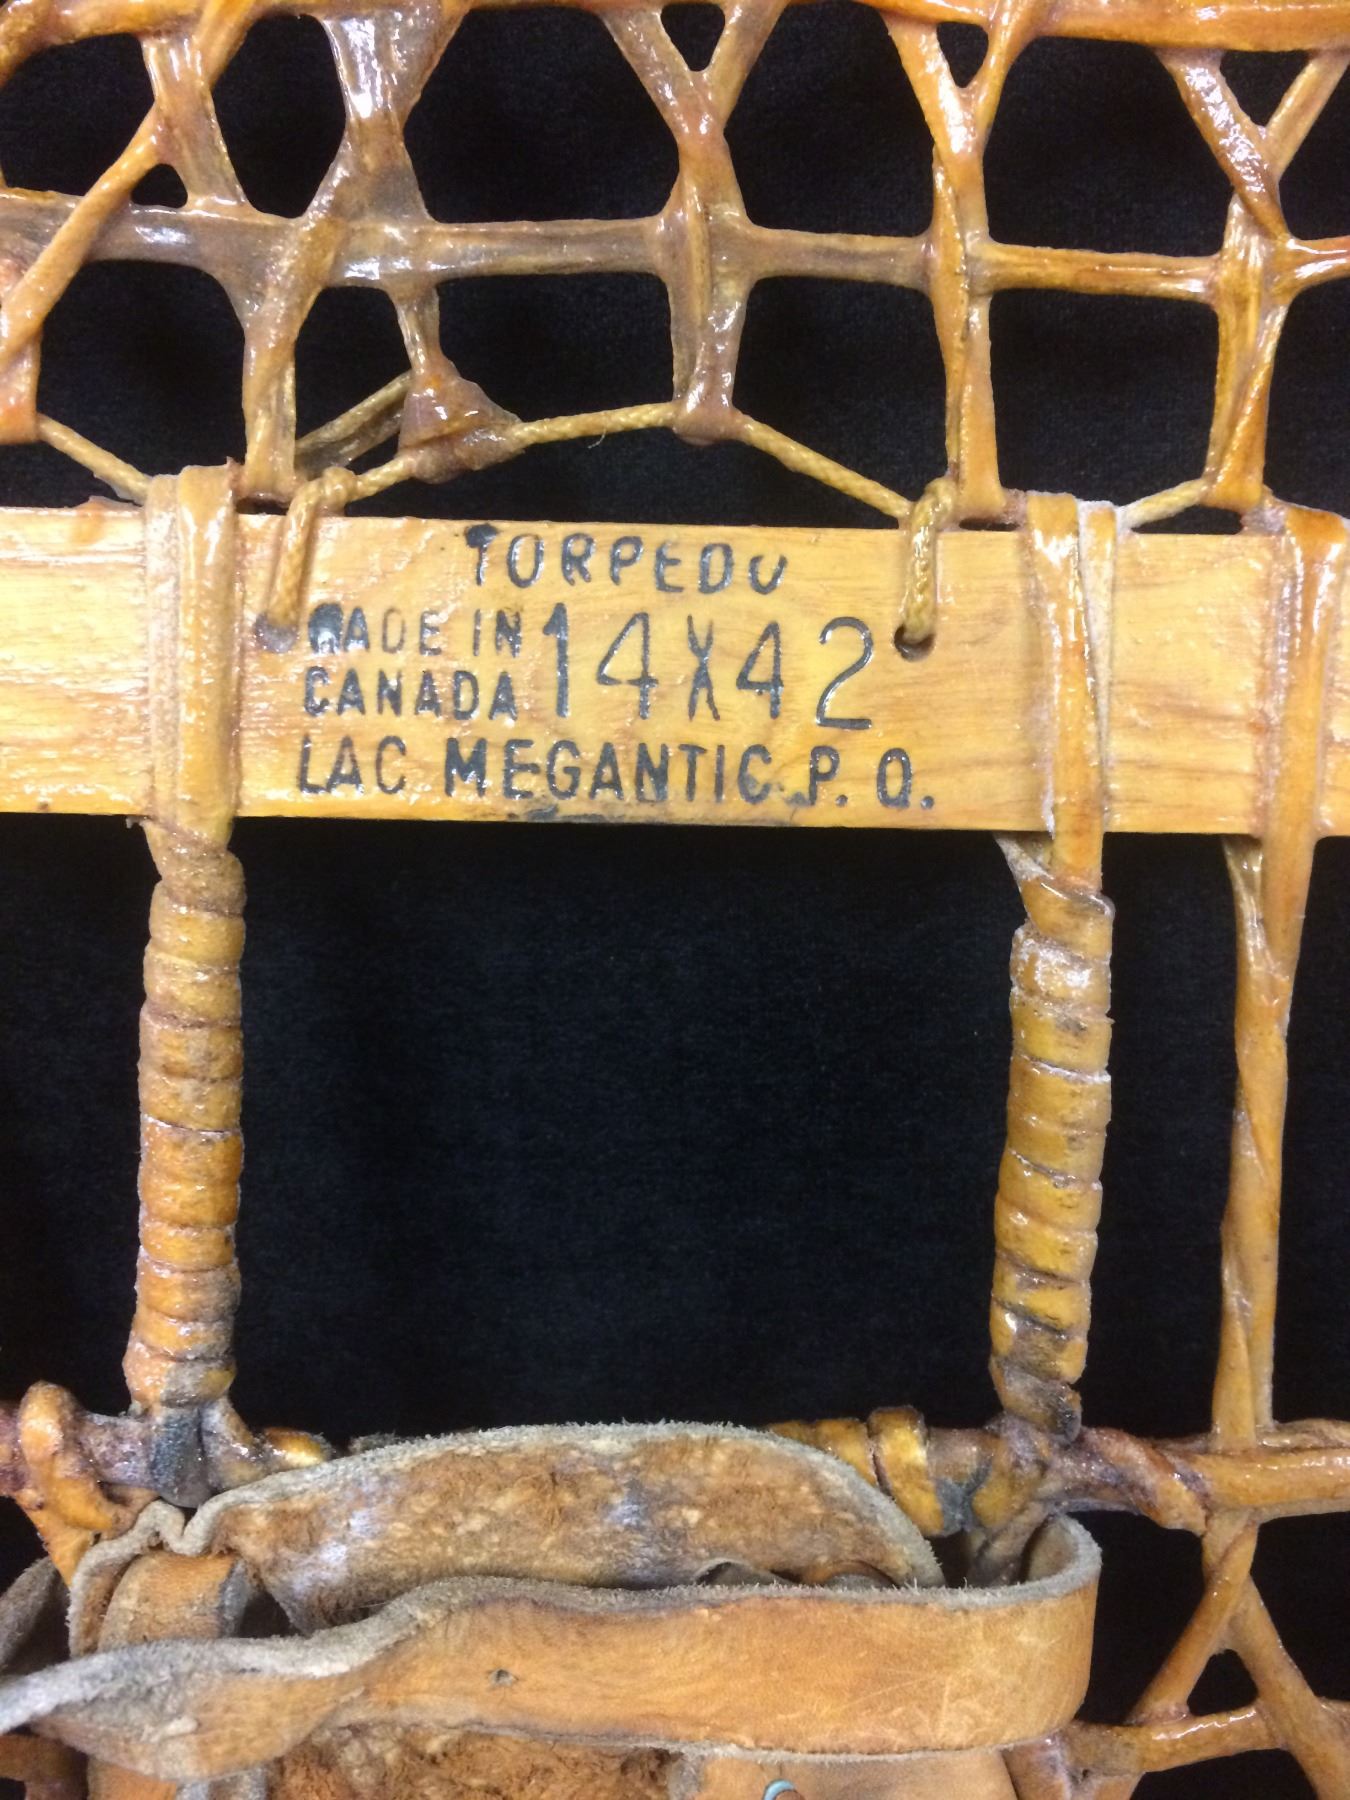 TORPEDO
MADE IN
CANADA
14X42
LAC MEGANTIC.P.Q.